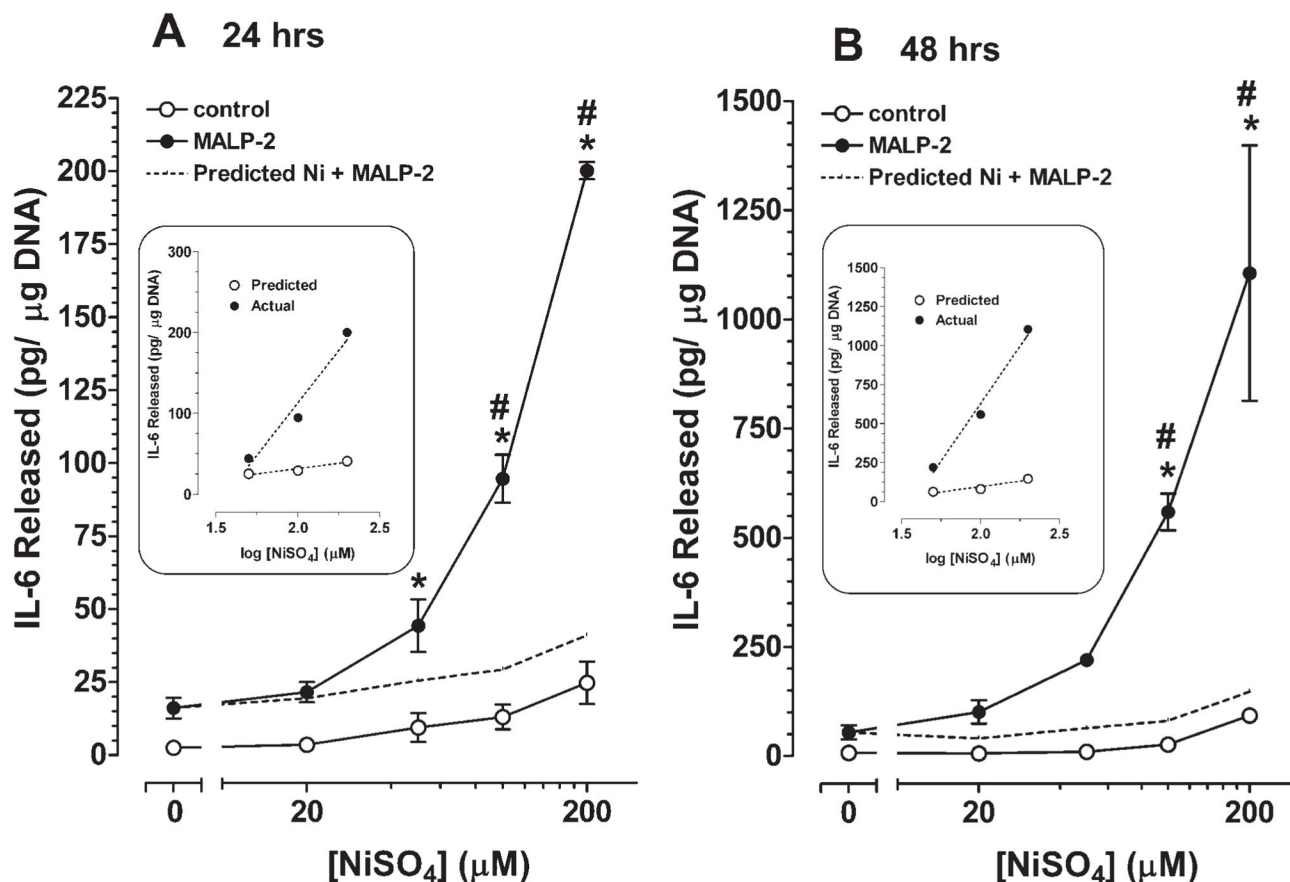 A 24 hrs
control
MALP-2
Predicted Ni + MALP-2
IL-6 Released (pg/ μg DNA)
225
200
175
150
125
100
75
50
25
0
#
*
#
*
*
Predicted
Actual
IL-6 Released (pg/ μg DNA)
300
200
100
0
1.5 2.0 2.5
log [NiSO4] (μM)
0 20 200
[NiSO4] (μM)
B 48 hrs
control
MALP-2
Predicted Ni + MALP-2
IL-6 Released (pg/ μg DNA)
1500
1250
1000
750
500
250
0
#
*
#
*
Predicted
Actual
IL-6 Released (pg/ μg DNA)
1500
1250
1000
750
500
250
0
1.5 2.0 2.5
log [NiSO4] (μM)
0 20 200
[NiSO4] (μM)